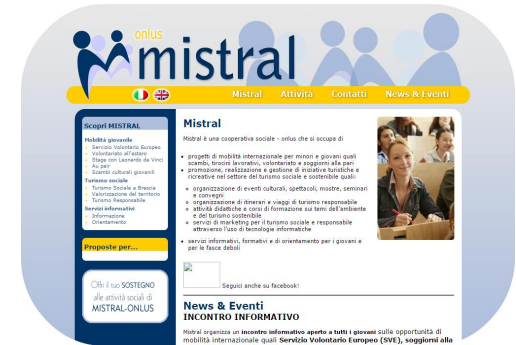 onlus
mistral
Mistral Attività Contatti News & Eventi
Scopri MISTRAL
Mobilità giovanile
Servizio Volontario Europeo
Volontariato all'estero
Stage con Leonardo da Vinci
Au pair
Scambi culturali giovanili
Turismo sociale
Turismo Sociale a Brescia
Valorizzazione del territorio
Turismo Responsabile
Servizi informativi
Informazione
Orientamento
Proposte per...
Offri il tuo SOSTEGNO
alle attività sociali di
MISTRAL-ONLUS
Mistral
Mistral è una cooperativa sociale - onlus che si occupa di
progetti di mobilità internazionale per minori e giovani quali
scambi, tirocini lavorativi, volontariato e soggiorni alla pari
promozione, realizzazione e gestione di iniziative turistiche e
ricreative nel settore del turismo sociale e sostenibile quali
organizzazione di eventi culturali, spettacoli, mostre, seminari
e convegni
organizzazione di itinerari e viaggi di turismo responsabile
attività didattiche e corsi di formazione sui temi dell'ambiente
e del turismo sostenibile
servizi di marketing per il turismo sociale e responsabile
attraverso l'uso di tecnologie informatiche
servizi informativi, formativi e di orientamento per i giovani e
per le fasce deboli
Seguici anche su facebook!
News & Eventi
INCONTRO INFORMATIVO
Mistral organizza un incontro informativo aperto a tutti i giovani sulle opportunità di
mobilità internazionale quali Servizio Volontario Europeo (SVE), soggiorni alla